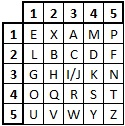 1 2 3 4 5
1 E X A M P
2 L B C D F
3 G H I/J K N
4 O Q R S T
5 U V W Y Z